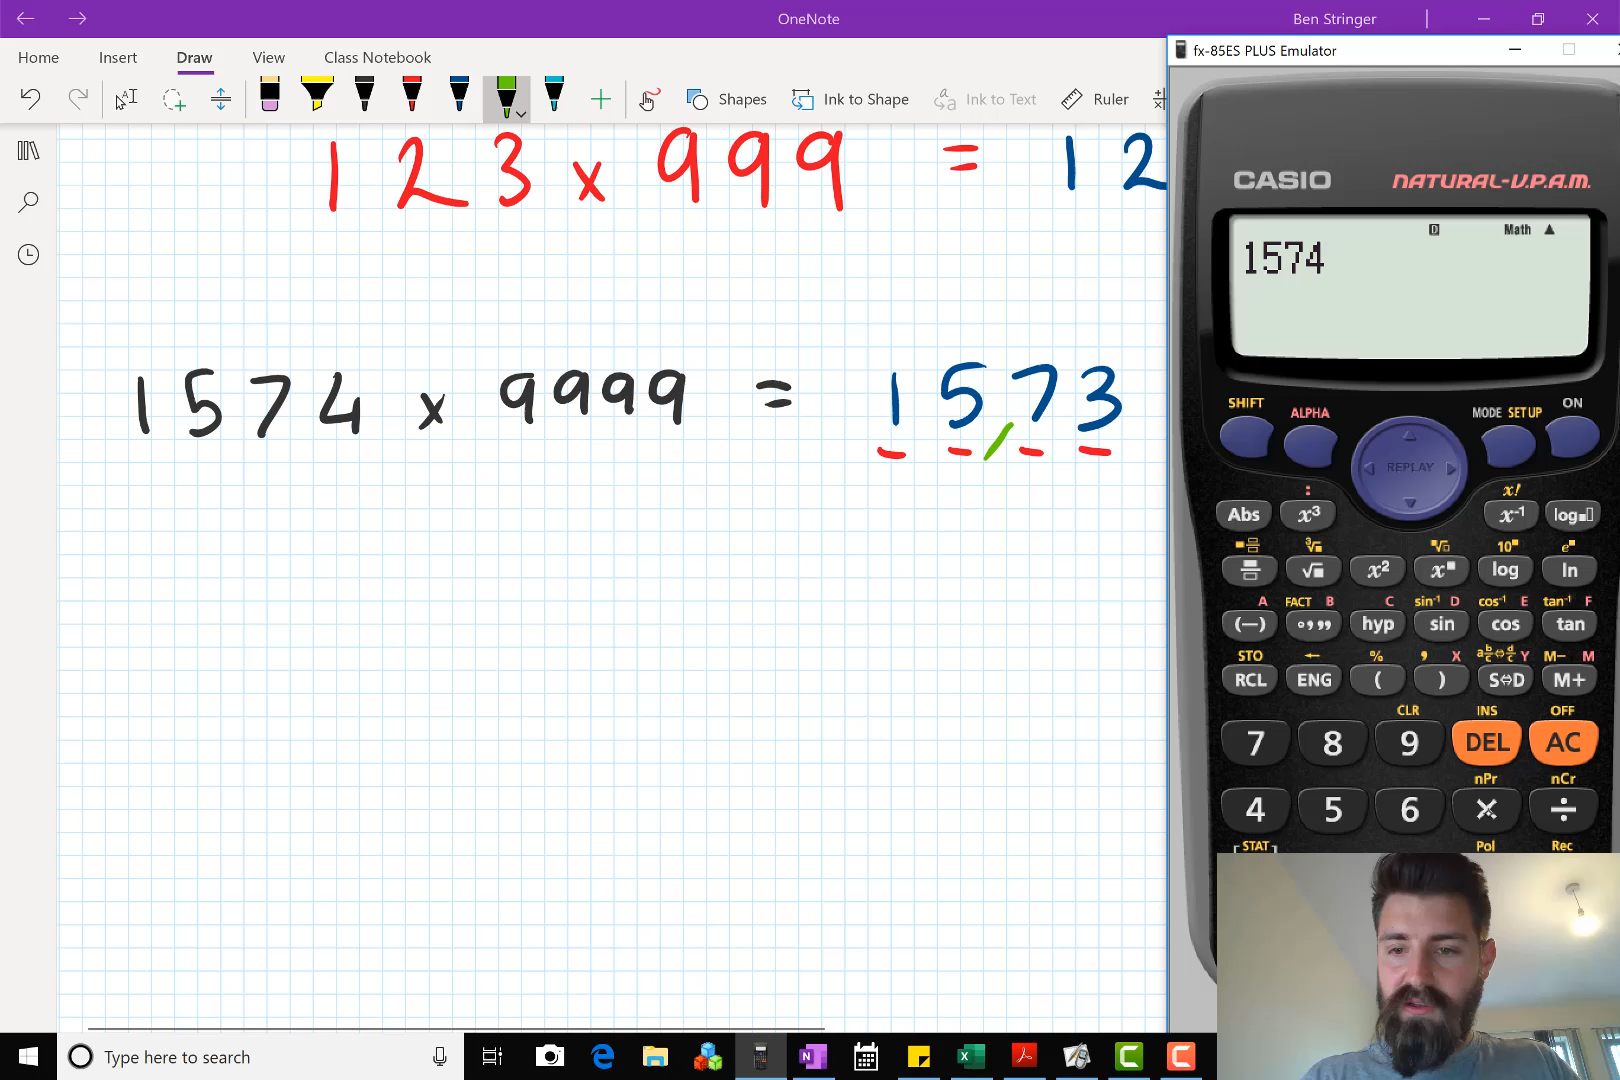 OneNote
Ben Stringer
fx-85ES PLUS Emulator
Home Insert Draw View Class Notebook
Shapes Ink to Shape Ink to Text Ruler
123 × 999 = 12
1574 × 9999 = 1573
CASIO NATURAL-V.P.A.M.
D Math ▲
1574
SHIFT ALPHA REPLAY MODE SETUP ON
: x!
Abs x³ x⁻¹ log
³√ 10 e
√ x² x log ln
A FACT B C sin⁻¹ D cos⁻¹ E tan⁻¹ F
(—) hyp sin cos tan
STO ← % , X a b/c⇔d/c Y M– M
RCL ENG ( ) S⇔D M+
CLR INS OFF
7 8 9 DEL AC
nPr nCr
4 5 6 × ÷
STAT Pol Rec
Type here to search